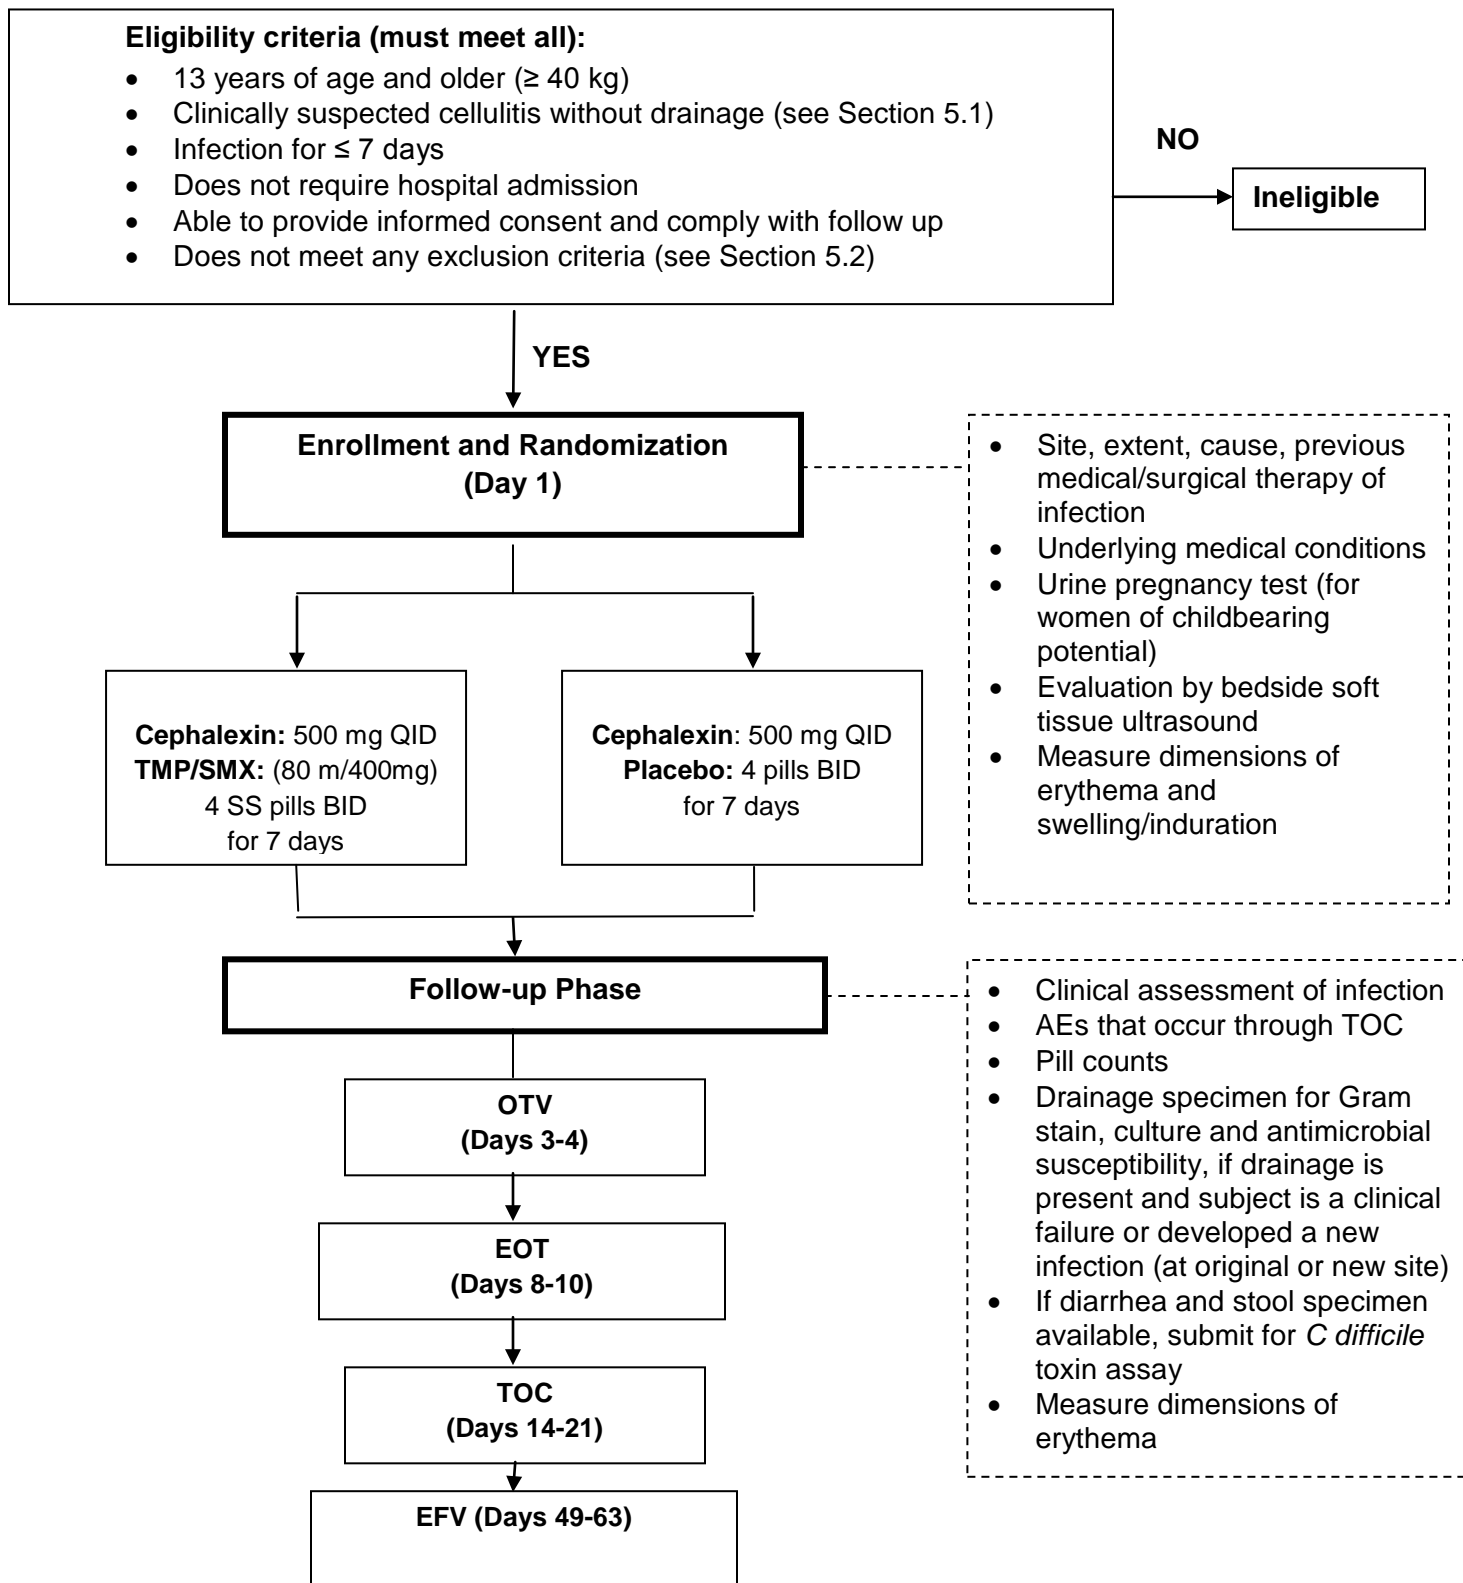 Eligibility criteria (must meet all):
• 13 years of age and older (≥ 40 kg)
• Clinically suspected cellulitis without drainage (see Section 5.1)
• Infection for ≤ 7 days
• Does not require hospital admission
• Able to provide informed consent and comply with follow up
• Does not meet any exclusion criteria (see Section 5.2)
NO
Ineligible
YES
Enrollment and Randomization
(Day 1)
• Site, extent, cause, previous
medical/surgical therapy of
infection
• Underlying medical conditions
• Urine pregnancy test (for
women of childbearing
potential)
• Evaluation by bedside soft
tissue ultrasound
• Measure dimensions of
erythema and
swelling/induration
Cephalexin: 500 mg QID
TMP/SMX: (80 m/400mg)
4 SS pills BID
for 7 days
Cephalexin: 500 mg QID
Placebo: 4 pills BID
for 7 days
Follow-up Phase
• Clinical assessment of infection
• AEs that occur through TOC
• Pill counts
• Drainage specimen for Gram
stain, culture and antimicrobial
susceptibility, if drainage is
present and subject is a clinical
failure or developed a new
infection (at original or new site)
• If diarrhea and stool specimen
available, submit for C difficile
toxin assay
• Measure dimensions of
erythema
OTV
(Days 3-4)
EOT
(Days 8-10)
TOC
(Days 14-21)
EFV (Days 49-63)